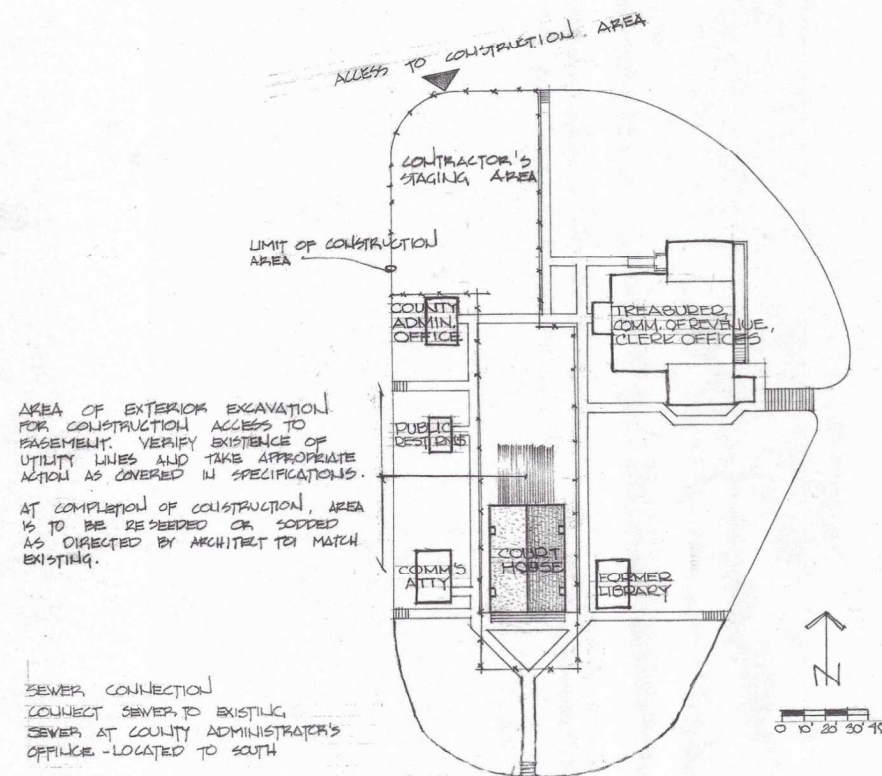 ACCESS TO CONSTRUCTION AREA
CONTRACTOR'S
STAGING AREA
LIMIT OF CONSTRUCTION
AREA
COUNTY
ADMIN.
OFFICE
TREASURER,
COMM. OF REVENUE,
CLERK OFFICES
AREA OF EXTERIOR EXCAVATION
FOR CONSTRUCTION ACCESS TO
BASEMENT. VERIFY EXISTENCE OF
UTILITY LINES AND TAKE APPROPRIATE
ACTION AS COVERED IN SPECIFICATIONS.
AT COMPLETION OF CONSTRUCTION, AREA
IS TO BE RESEEDED OR SODDED
AS DIRECTED BY ARCHITECT TO MATCH
EXISTING.
PUBLIC
RESTRMS
COMM'S
ATTY
COURT
HOUSE
FORMER
LIBRARY
SEWER CONNECTION
CONNECT SEWER TO EXISTING
SEWER AT COUNTY ADMINISTRATOR'S
OFFINCE - LOCATED TO SOUTH
N
0 10' 20' 30' 40